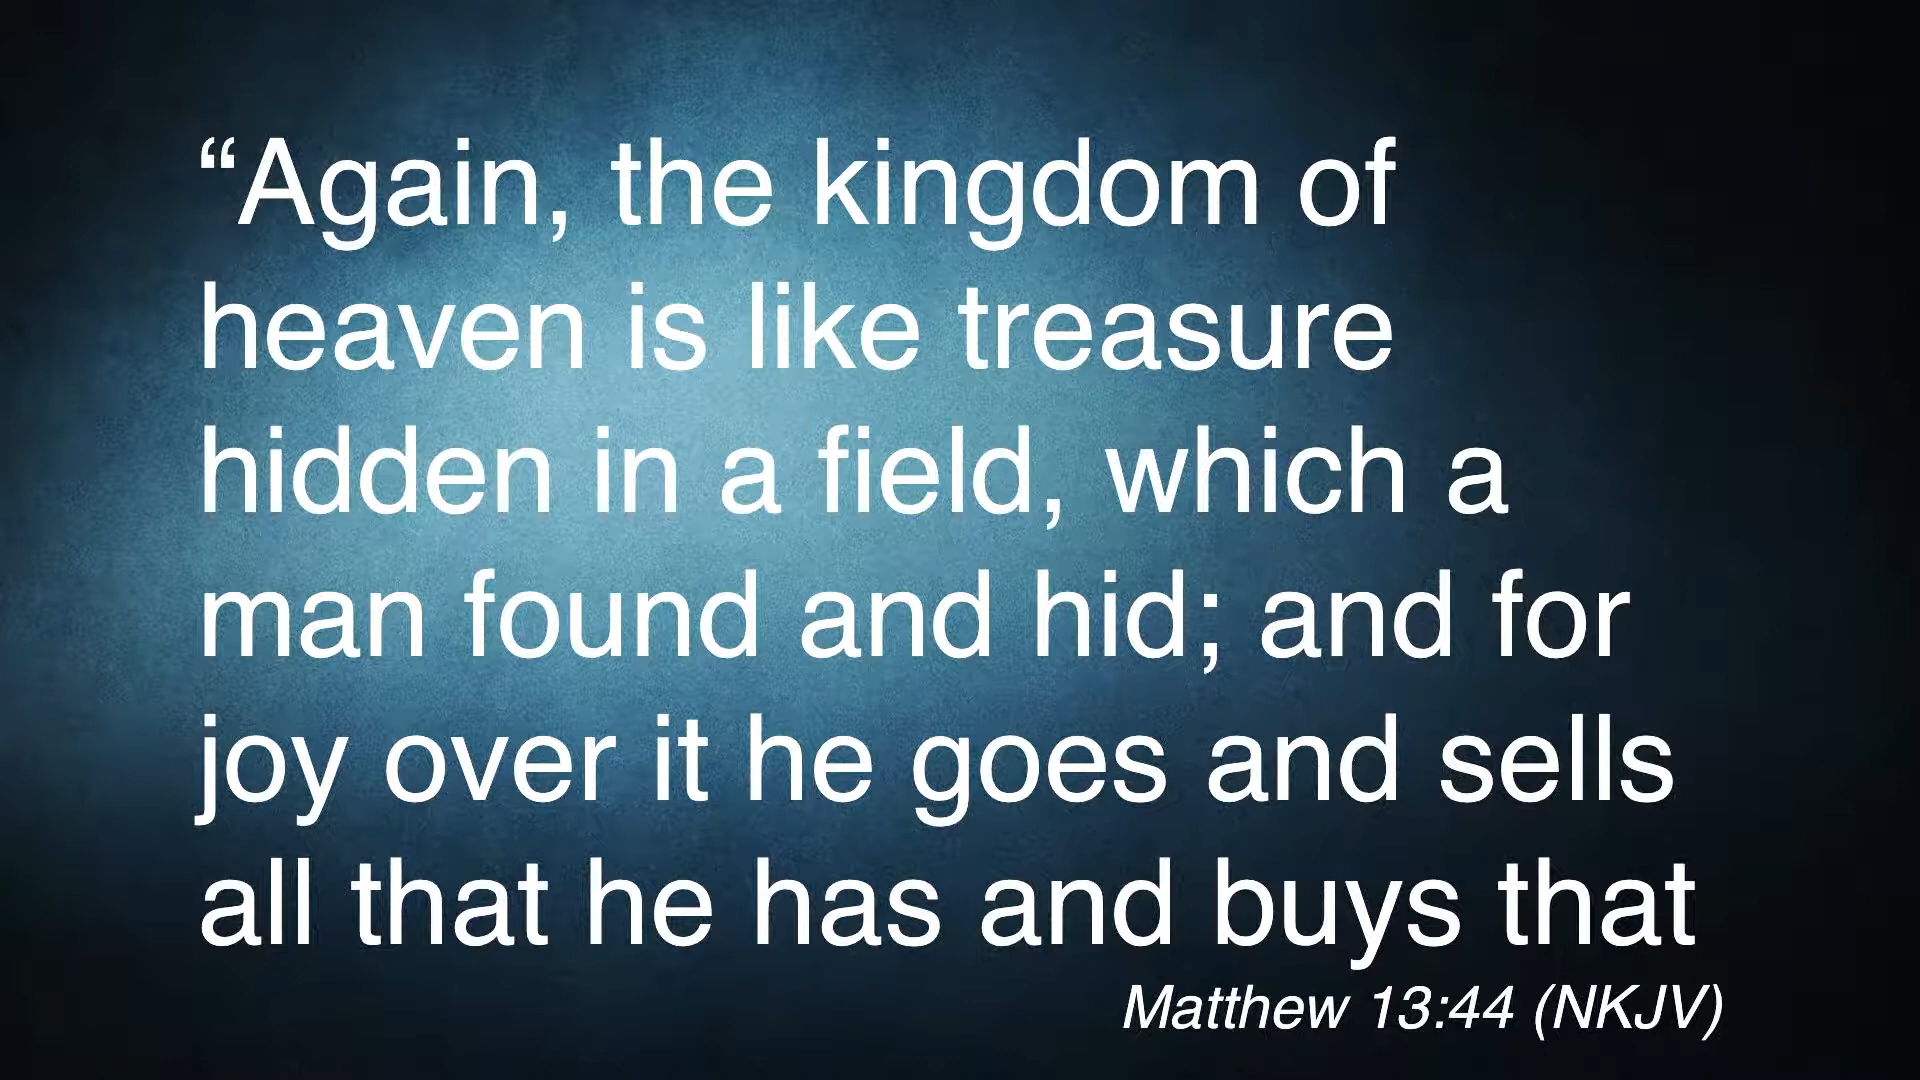 “Again, the kingdom of
heaven is like treasure
hidden in a field, which a
man found and hid; and for
joy over it he goes and sells
all that he has and buys that
Matthew 13:44 (NKJV)